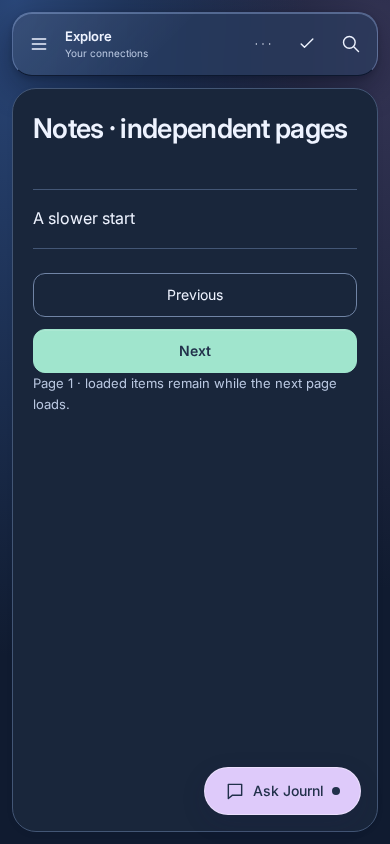 Explore
Your connections
...
Notes · independent pages
A slower start
Previous
Next
Page 1 · loaded items remain while the next page
loads.
Ask Journl